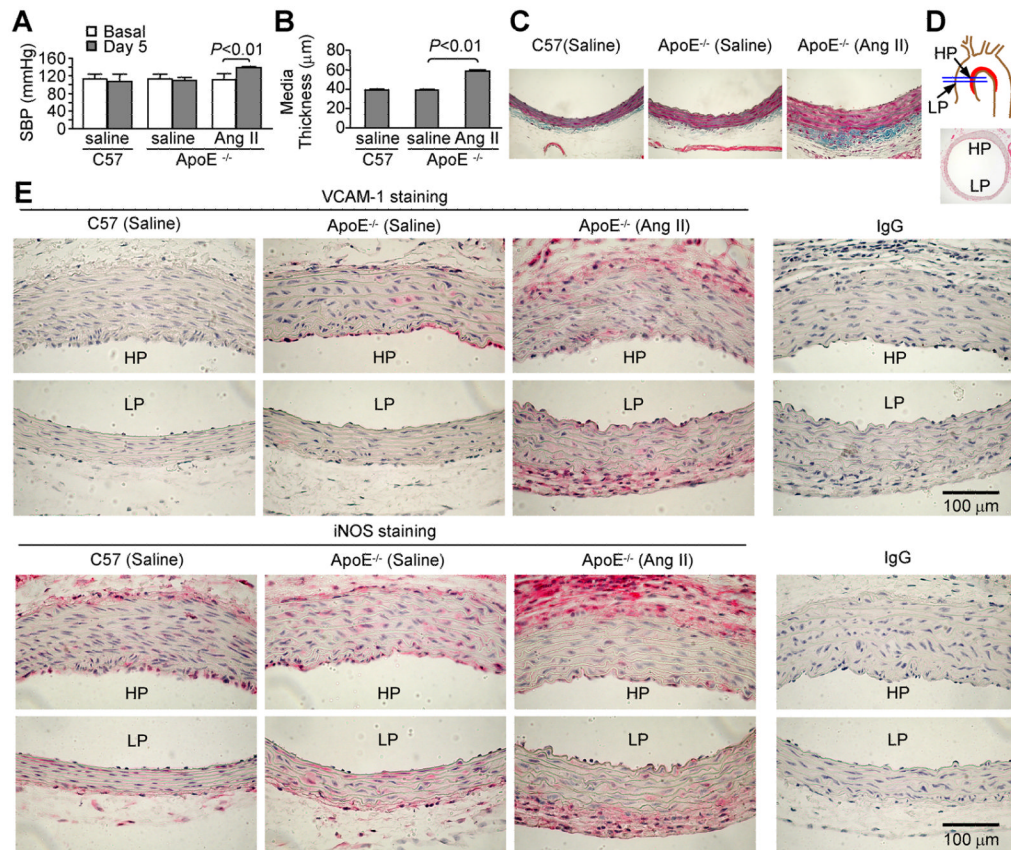 A
Basal
Day 5
P<0.01
SBP (mmHg)
160
120
80
40
0
saline
saline
Ang II
C57
ApoE -/-
B
P<0.01
Media
Thickness (μm)
80
60
40
20
0
saline
saline Ang II
C57
ApoE -/-
C
C57(Saline)
ApoE-/- (Saline)
ApoE-/- (Ang II)
D
HP
LP
HP
LP
E
VCAM-1 staining
C57 (Saline)
ApoE-/- (Saline)
ApoE-/- (Ang II)
IgG
HP
HP
HP
HP
LP
LP
LP
LP
100 μm
iNOS staining
C57 (Saline)
ApoE-/- (Saline)
ApoE-/- (Ang II)
IgG
HP
HP
HP
HP
LP
LP
LP
LP
100 μm